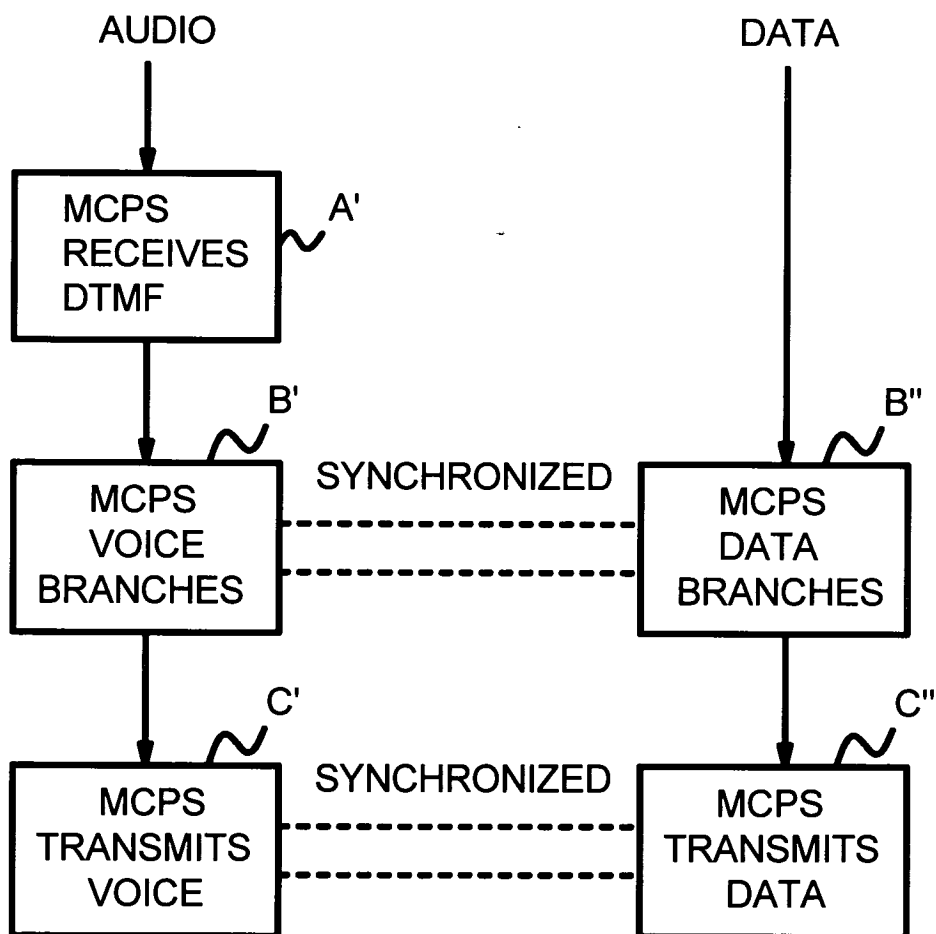 AUDIO
DATA
MCPS
RECEIVES
DTMF
A'
B'
B"
MCPS
VOICE
BRANCHES
SYNCHRONIZED
MCPS
DATA
BRANCHES
C'
C"
MCPS
TRANSMITS
VOICE
SYNCHRONIZED
MCPS
TRANSMITS
DATA